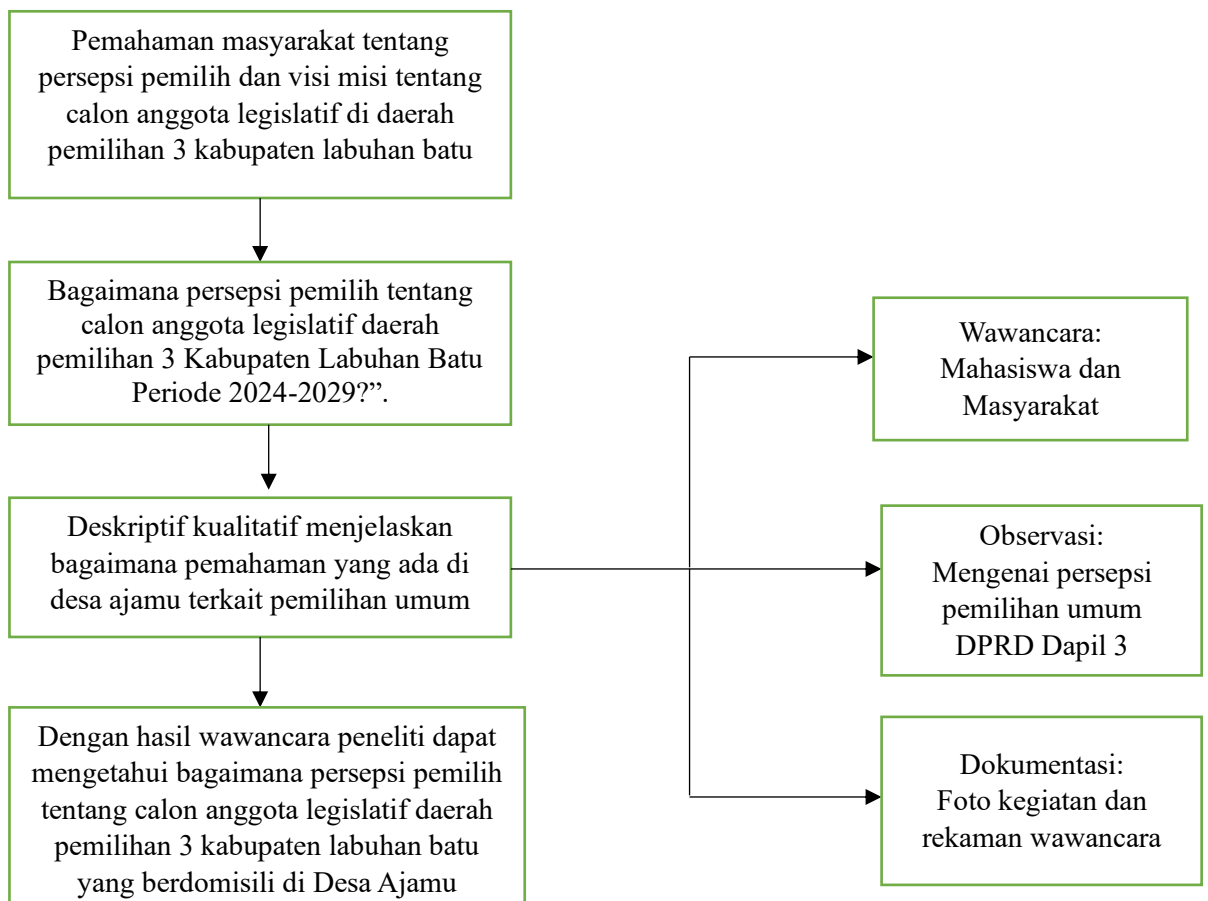 Pemahaman masyarakat tentang
persepsi pemilih dan visi misi tentang
calon anggota legislatif di daerah
pemilihan 3 kabupaten labuhan batu
Bagaimana persepsi pemilih tentang
calon anggota legislatif daerah
pemilihan 3 Kabupaten Labuhan Batu
Periode 2024-2029?”.
Deskriptif kualitatif menjelaskan
bagaimana pemahaman yang ada di
desa ajamu terkait pemilihan umum
Dengan hasil wawancara peneliti dapat
mengetahui bagaimana persepsi pemilih
tentang calon anggota legislatif daerah
pemilihan 3 kabupaten labuhan batu
yang berdomisili di Desa Ajamu
Wawancara:
Mahasiswa dan
Masyarakat
Observasi:
Mengenai persepsi
pemilihan umum
DPRD Dapil 3
Dokumentasi:
Foto kegiatan dan
rekaman wawancara